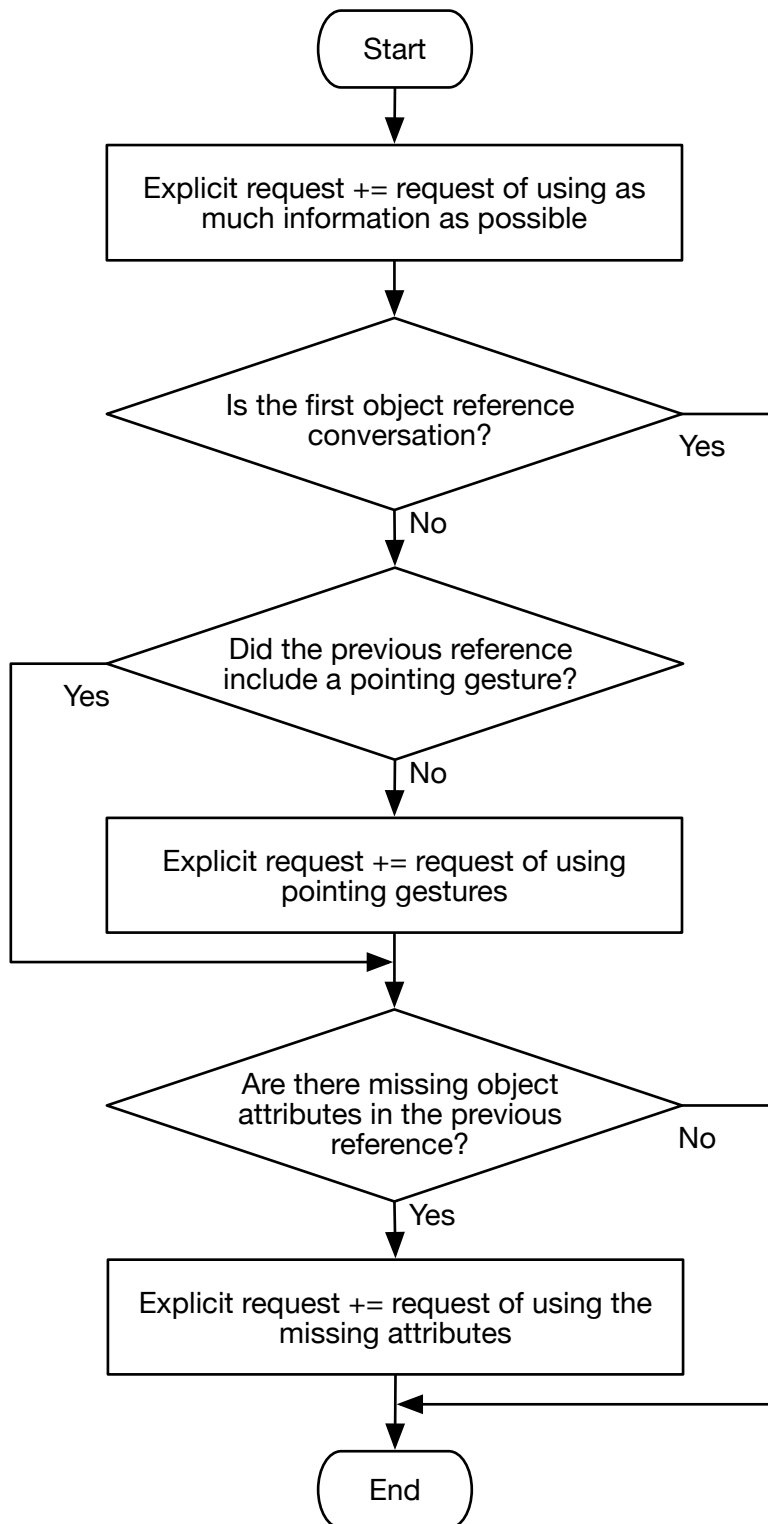 Start
Explicit request += request of using as
much information as possible
Is the first object reference
conversation?
Yes
No
Did the previous reference
include a pointing gesture?
Yes
No
Explicit request += request of using
pointing gestures
Are there missing object
attributes in the previous
reference?
No
Yes
Explicit request += request of using the
missing attributes
End